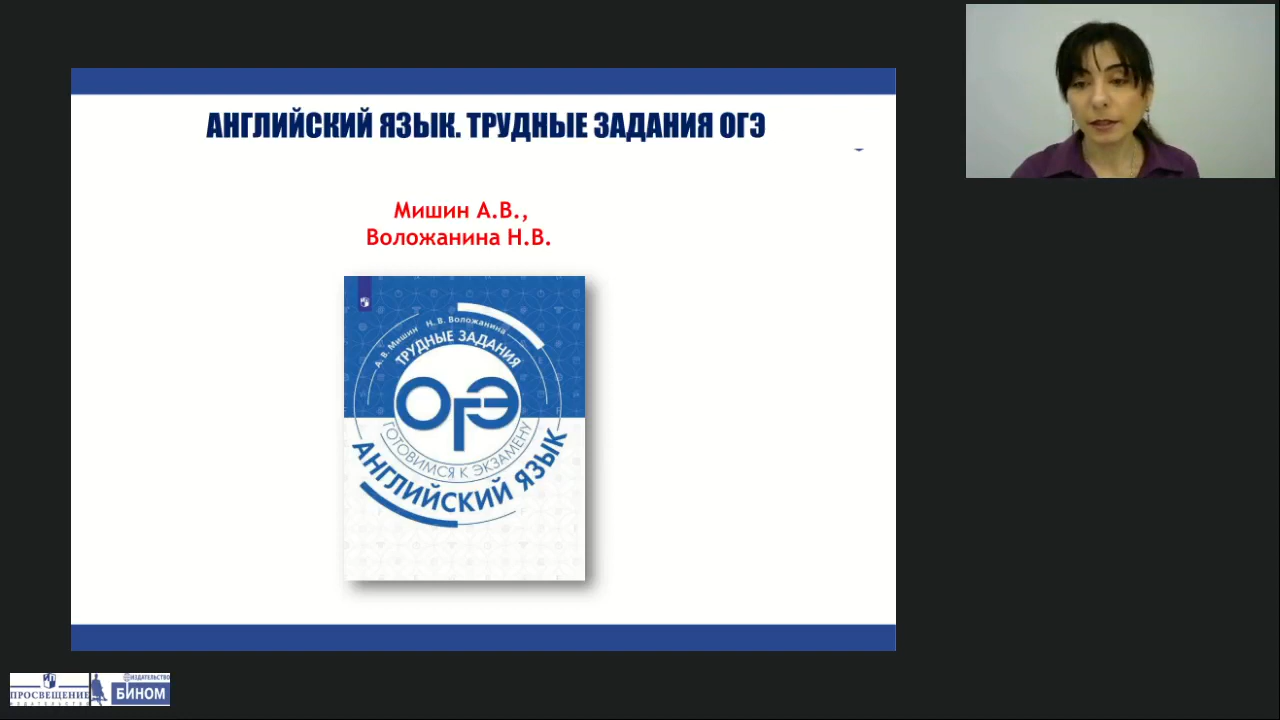 АНГЛИЙСКИЙ ЯЗЫК. ТРУДНЫЕ ЗАДАНИЯ ОГЭ
Мишин А.В.,
Воложанина Н.В.
А. В. Мишин Н. В. Воложанина
ТРУДНЫЕ ЗАДАНИЯ
ОГЭ
ГОТОВИМСЯ К ЭКЗАМЕНУ
АНГЛИЙСКИЙ ЯЗЫК
ПРОСВЕЩЕНИЕ
ИЗДАТЕЛЬСТВО
ИЗДАТЕЛЬСТВО
БИНОМ